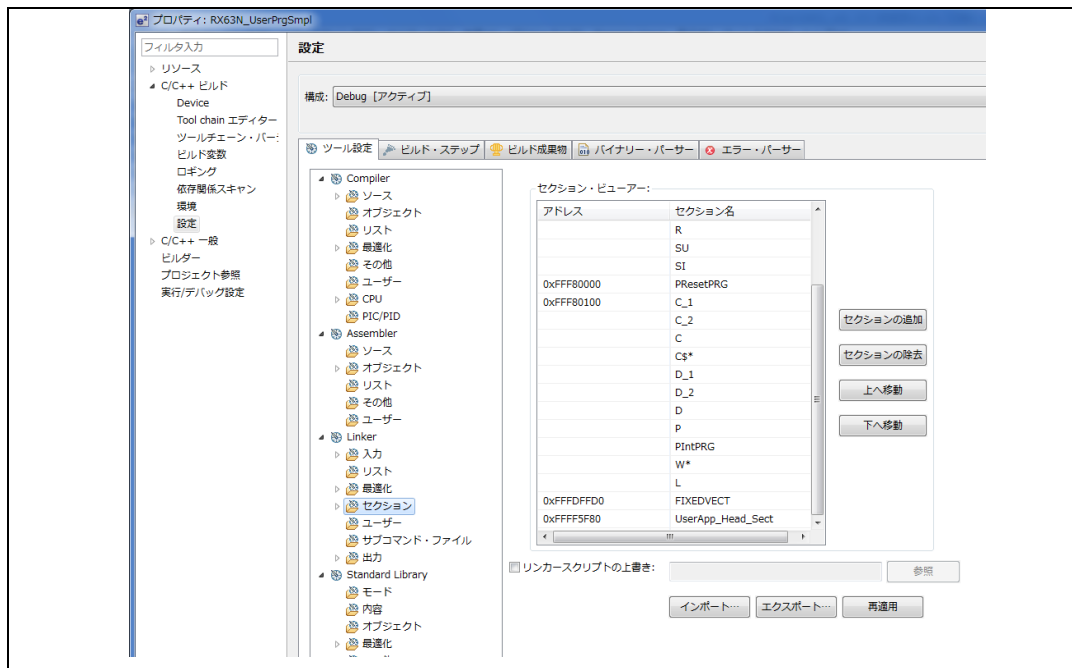 プロパティ: RX63N_UserPrgSmpl
フィルタ入力
リソース
C/C++ ビルド
Device
Tool chain エディター
ツールチェーン・バー
ビルド変数
ロギング
依存関係スキャン
環境
設定
C/C++ 一般
ビルダー
プロジェクト参照
実行/デバッグ設定
設定
構成: Debug [アクティブ]
ツール設定 ビルド・ステップ ビルド成果物 バイナリー・パーサー エラー・パーサー
Compiler
ソース
オブジェクト
リスト
最適化
その他
ユーザー
CPU
PIC/PID
Assembler
ソース
オブジェクト
リスト
その他
ユーザー
Linker
入力
リスト
最適化
セクション
ユーザー
サブコマンド・ファイル
出力
Standard Library
モード
内容
オブジェクト
最適化
セクション・ビューアー:
アドレス セクション名
R
SU
SI
0xFFF80000 PResetPRG
0xFFF80100 C_1
C_2
C
C$*
D_1
D_2
D
P
PIntPRG
W*
L
0xFFFDFFD0 FIXEDVECT
0xFFFF5F80 UserApp_Head_Sect
セクションの追加
セクションの除去
上へ移動
下へ移動
リンカースクリプトの上書き:
参照
インポート… エクスポート… 再適用